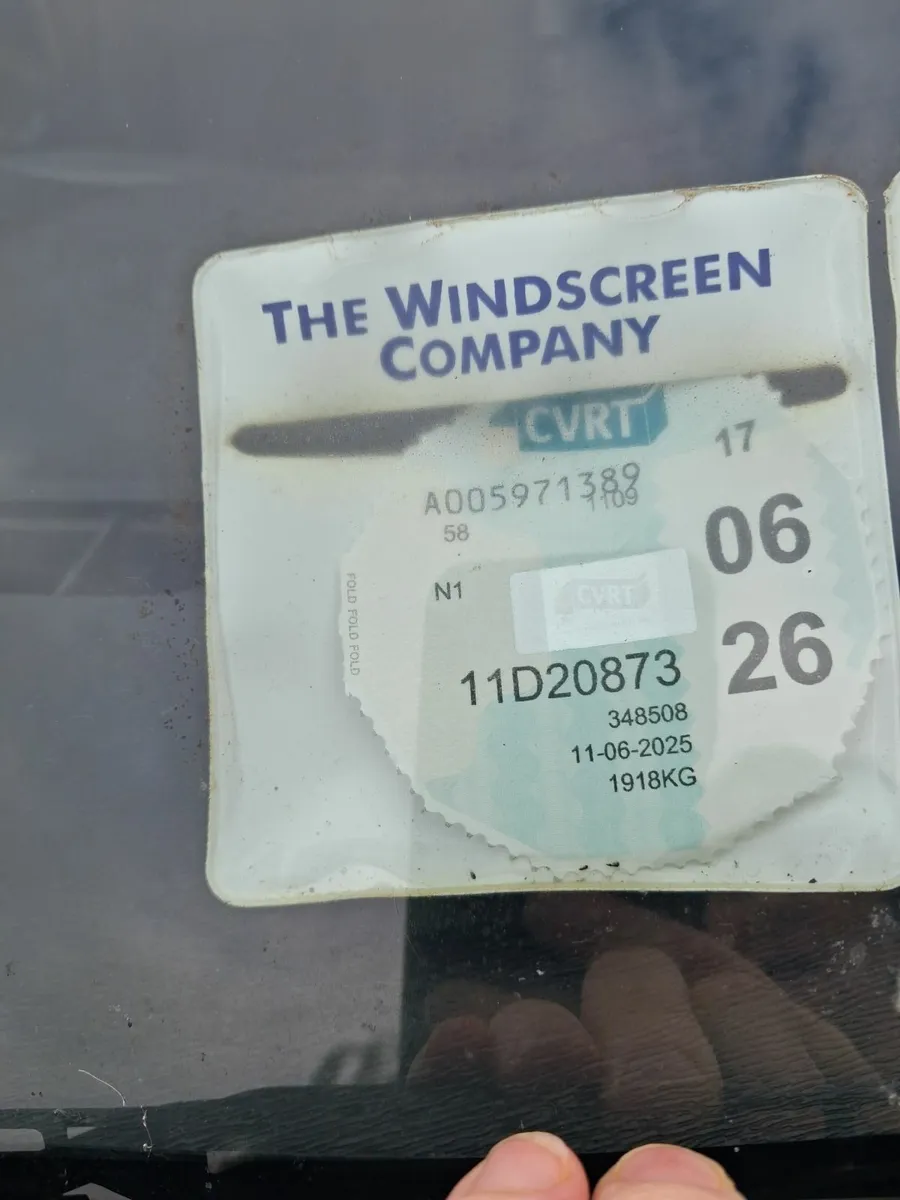 THE WINDSCREEN
COMPANY
CVRT
17
A005971389
1109
58
06
N1
CVRT
FOLD FOLD FOLD
26
11D20873
348508
11-06-2025
1918KG